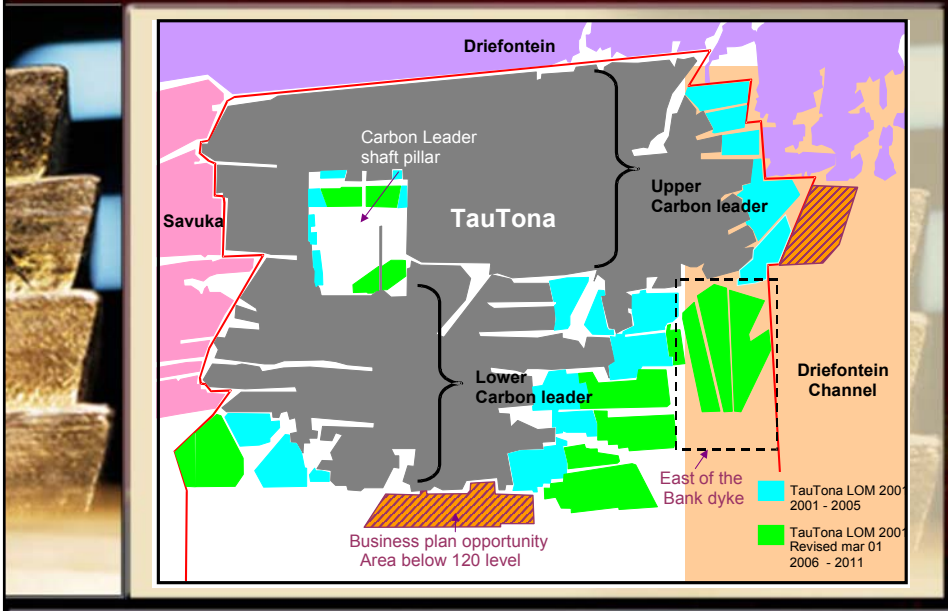 Driefontein
Carbon Leader
shaft pillar
Upper
Carbon leader
TauTona
Savuka
Lower
Carbon leader
Driefontein
Channel
East of the
Bank dyke
TauTona LOM 2001
2001 - 2005
TauTona LOM 2001
Revised mar 01
2006 - 2011
Business plan opportunity
Area below 120 level